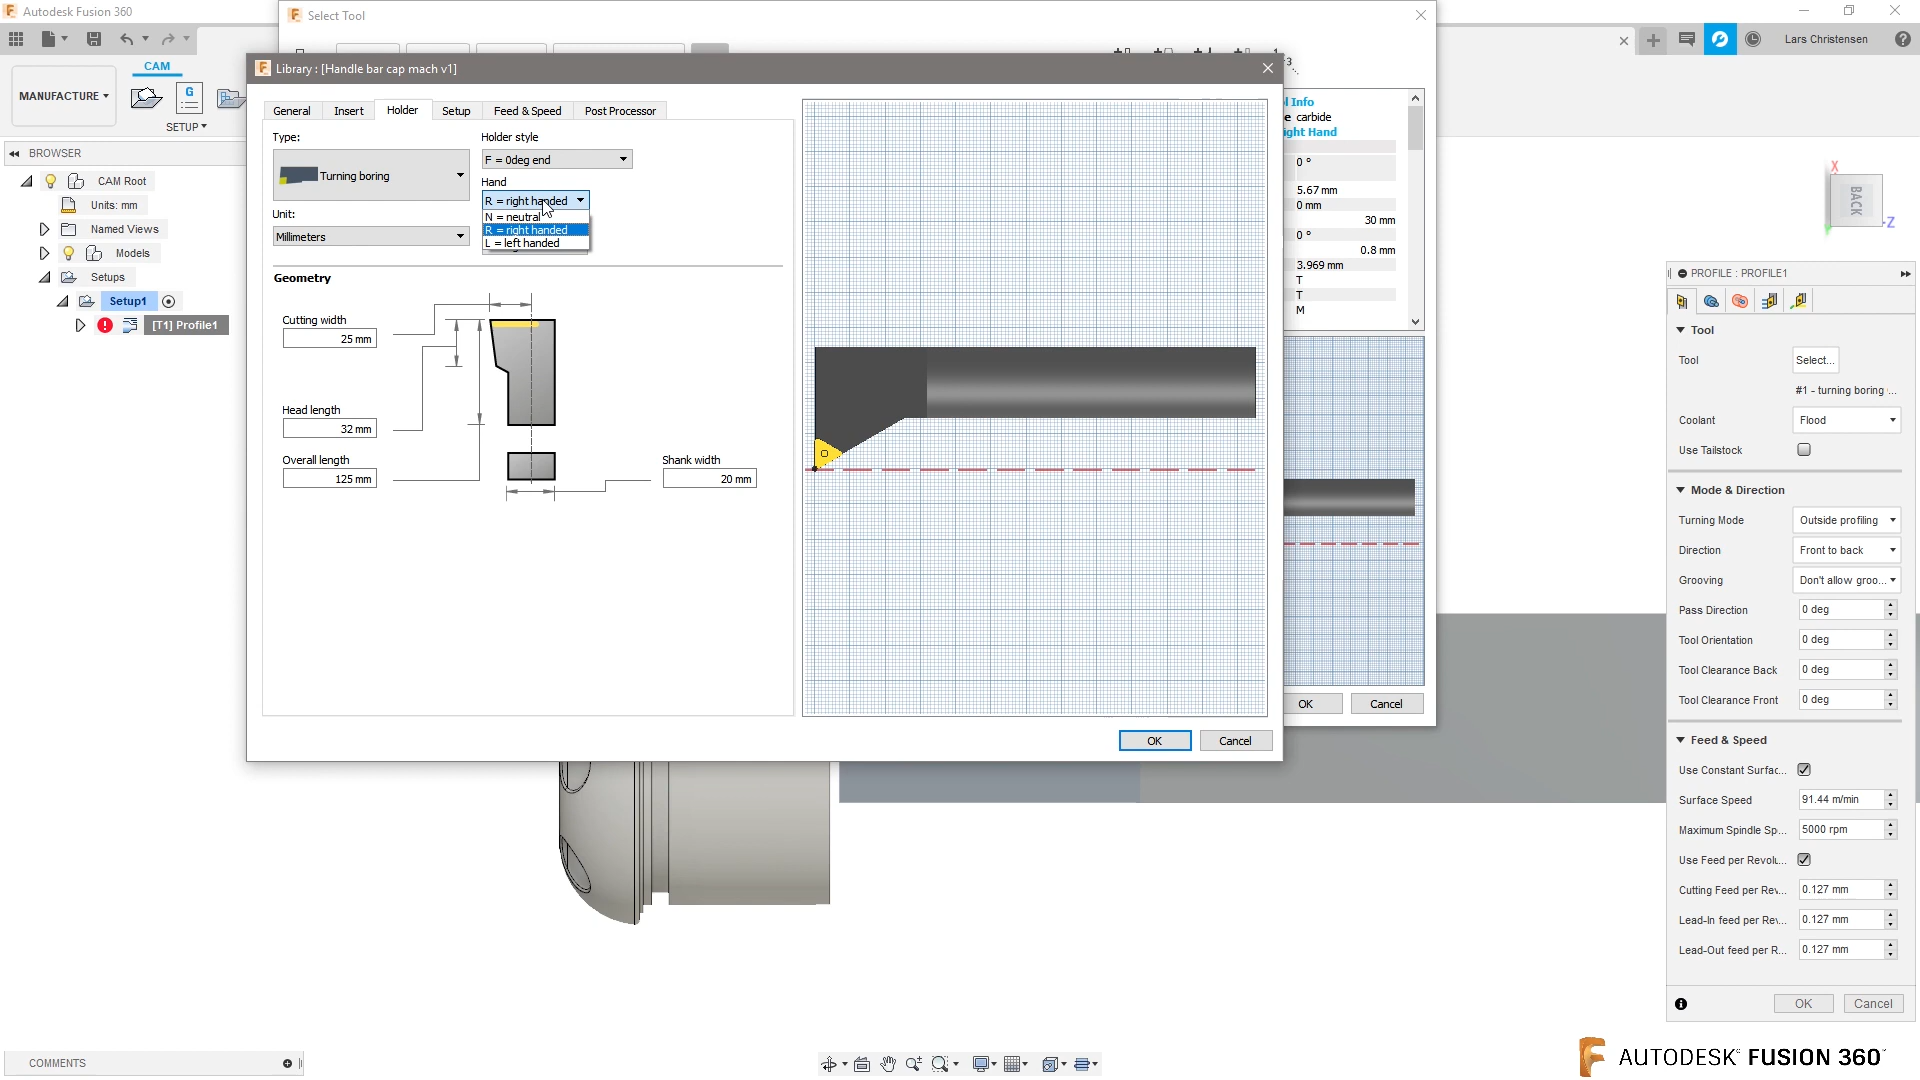 Autodesk Fusion 360
Select Tool
Lars Christensen
MANUFACTURE
CAM
G
SETUP
Library : [Handle bar cap mach v1]
General
Insert
Holder
Setup
Feed & Speed
Post Processor
Type:
Turning boring
Unit:
Millimeters
Holder style
F = 0deg end
Hand
R = right handed
N = neutral
R = right handed
L = left handed
Geometry
Cutting width
25 mm
Head length
32 mm
Overall length
125 mm
Shank width
20 mm
OK
Cancel
l Info
e carbide
ight Hand
0 °
5.67 mm
0 mm
30 mm
0 °
0.8 mm
3.969 mm
T
T
M
OK
Cancel
BROWSER
CAM Root
Units: mm
Named Views
Models
Setups
Setup1
[T1] Profile1
X
BACK
Z
PROFILE : PROFILE1
Tool
Tool
Select...
#1 - turning boring ...
Coolant
Flood
Use Tailstock
Mode & Direction
Turning Mode
Outside profiling
Direction
Front to back
Grooving
Don't allow groo...
Pass Direction
0 deg
Tool Orientation
0 deg
Tool Clearance Back
0 deg
Tool Clearance Front
0 deg
Feed & Speed
Use Constant Surfac...
Surface Speed
91.44 m/min
Maximum Spindle Sp...
5000 rpm
Use Feed per Revolu...
Cutting Feed per Rev...
0.127 mm
Lead-In feed per Rev...
0.127 mm
Lead-Out feed per R...
0.127 mm
OK
Cancel
COMMENTS
AUTODESK® FUSION 360™